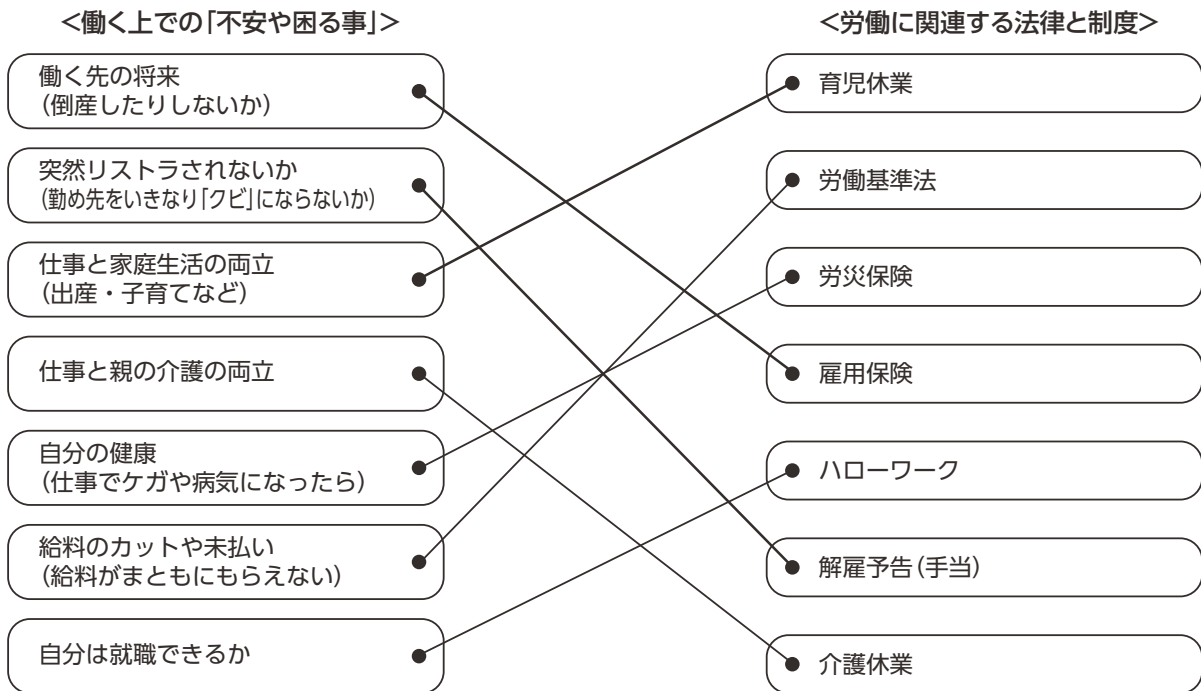 <働く上での「不安や困る事」>
働く先の将来
(倒産したりしないか)
突然リストラされないか
(勤め先をいきなり「クビ」にならないか)
仕事と家庭生活の両立
(出産・子育てなど)
仕事と親の介護の両立
自分の健康
(仕事でケガや病気になったら)
給料のカットや未払い
(給料がまともにもらえない)
自分は就職できるか
<労働に関連する法律と制度>
育児休業
労働基準法
労災保険
雇用保険
ハローワーク
解雇予告(手当)
介護休業